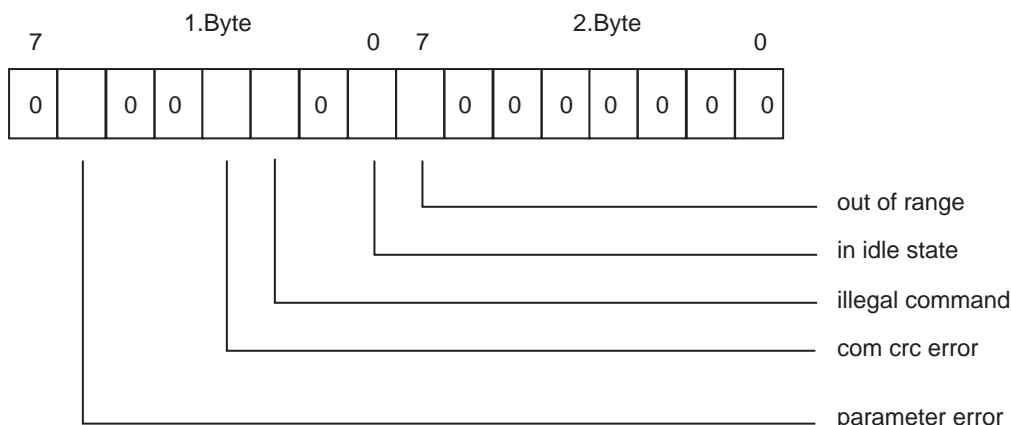 1.Byte 2.Byte
7 0 7 0
0 0 0 0 0 0 0 0 0 0 0
out of range
in idle state
illegal command
com crc error
parameter error